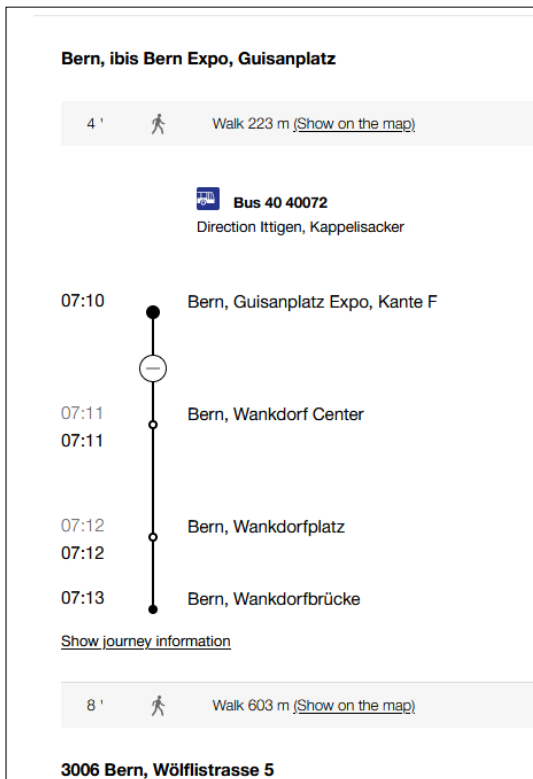 Bern, ibis Bern Expo, Guisanplatz
4 ' Walk 223 m (Show on the map)
Bus 40 40072
Direction Ittigen, Kappelisacker
07:10 Bern, Guisanplatz Expo, Kante F
07:11 Bern, Wankdorf Center
07:11
07:12 Bern, Wankdorfplatz
07:12
07:13 Bern, Wankdorfbrücke
Show journey information
8 ' Walk 603 m (Show on the map)
3006 Bern, Wölflistrasse 5